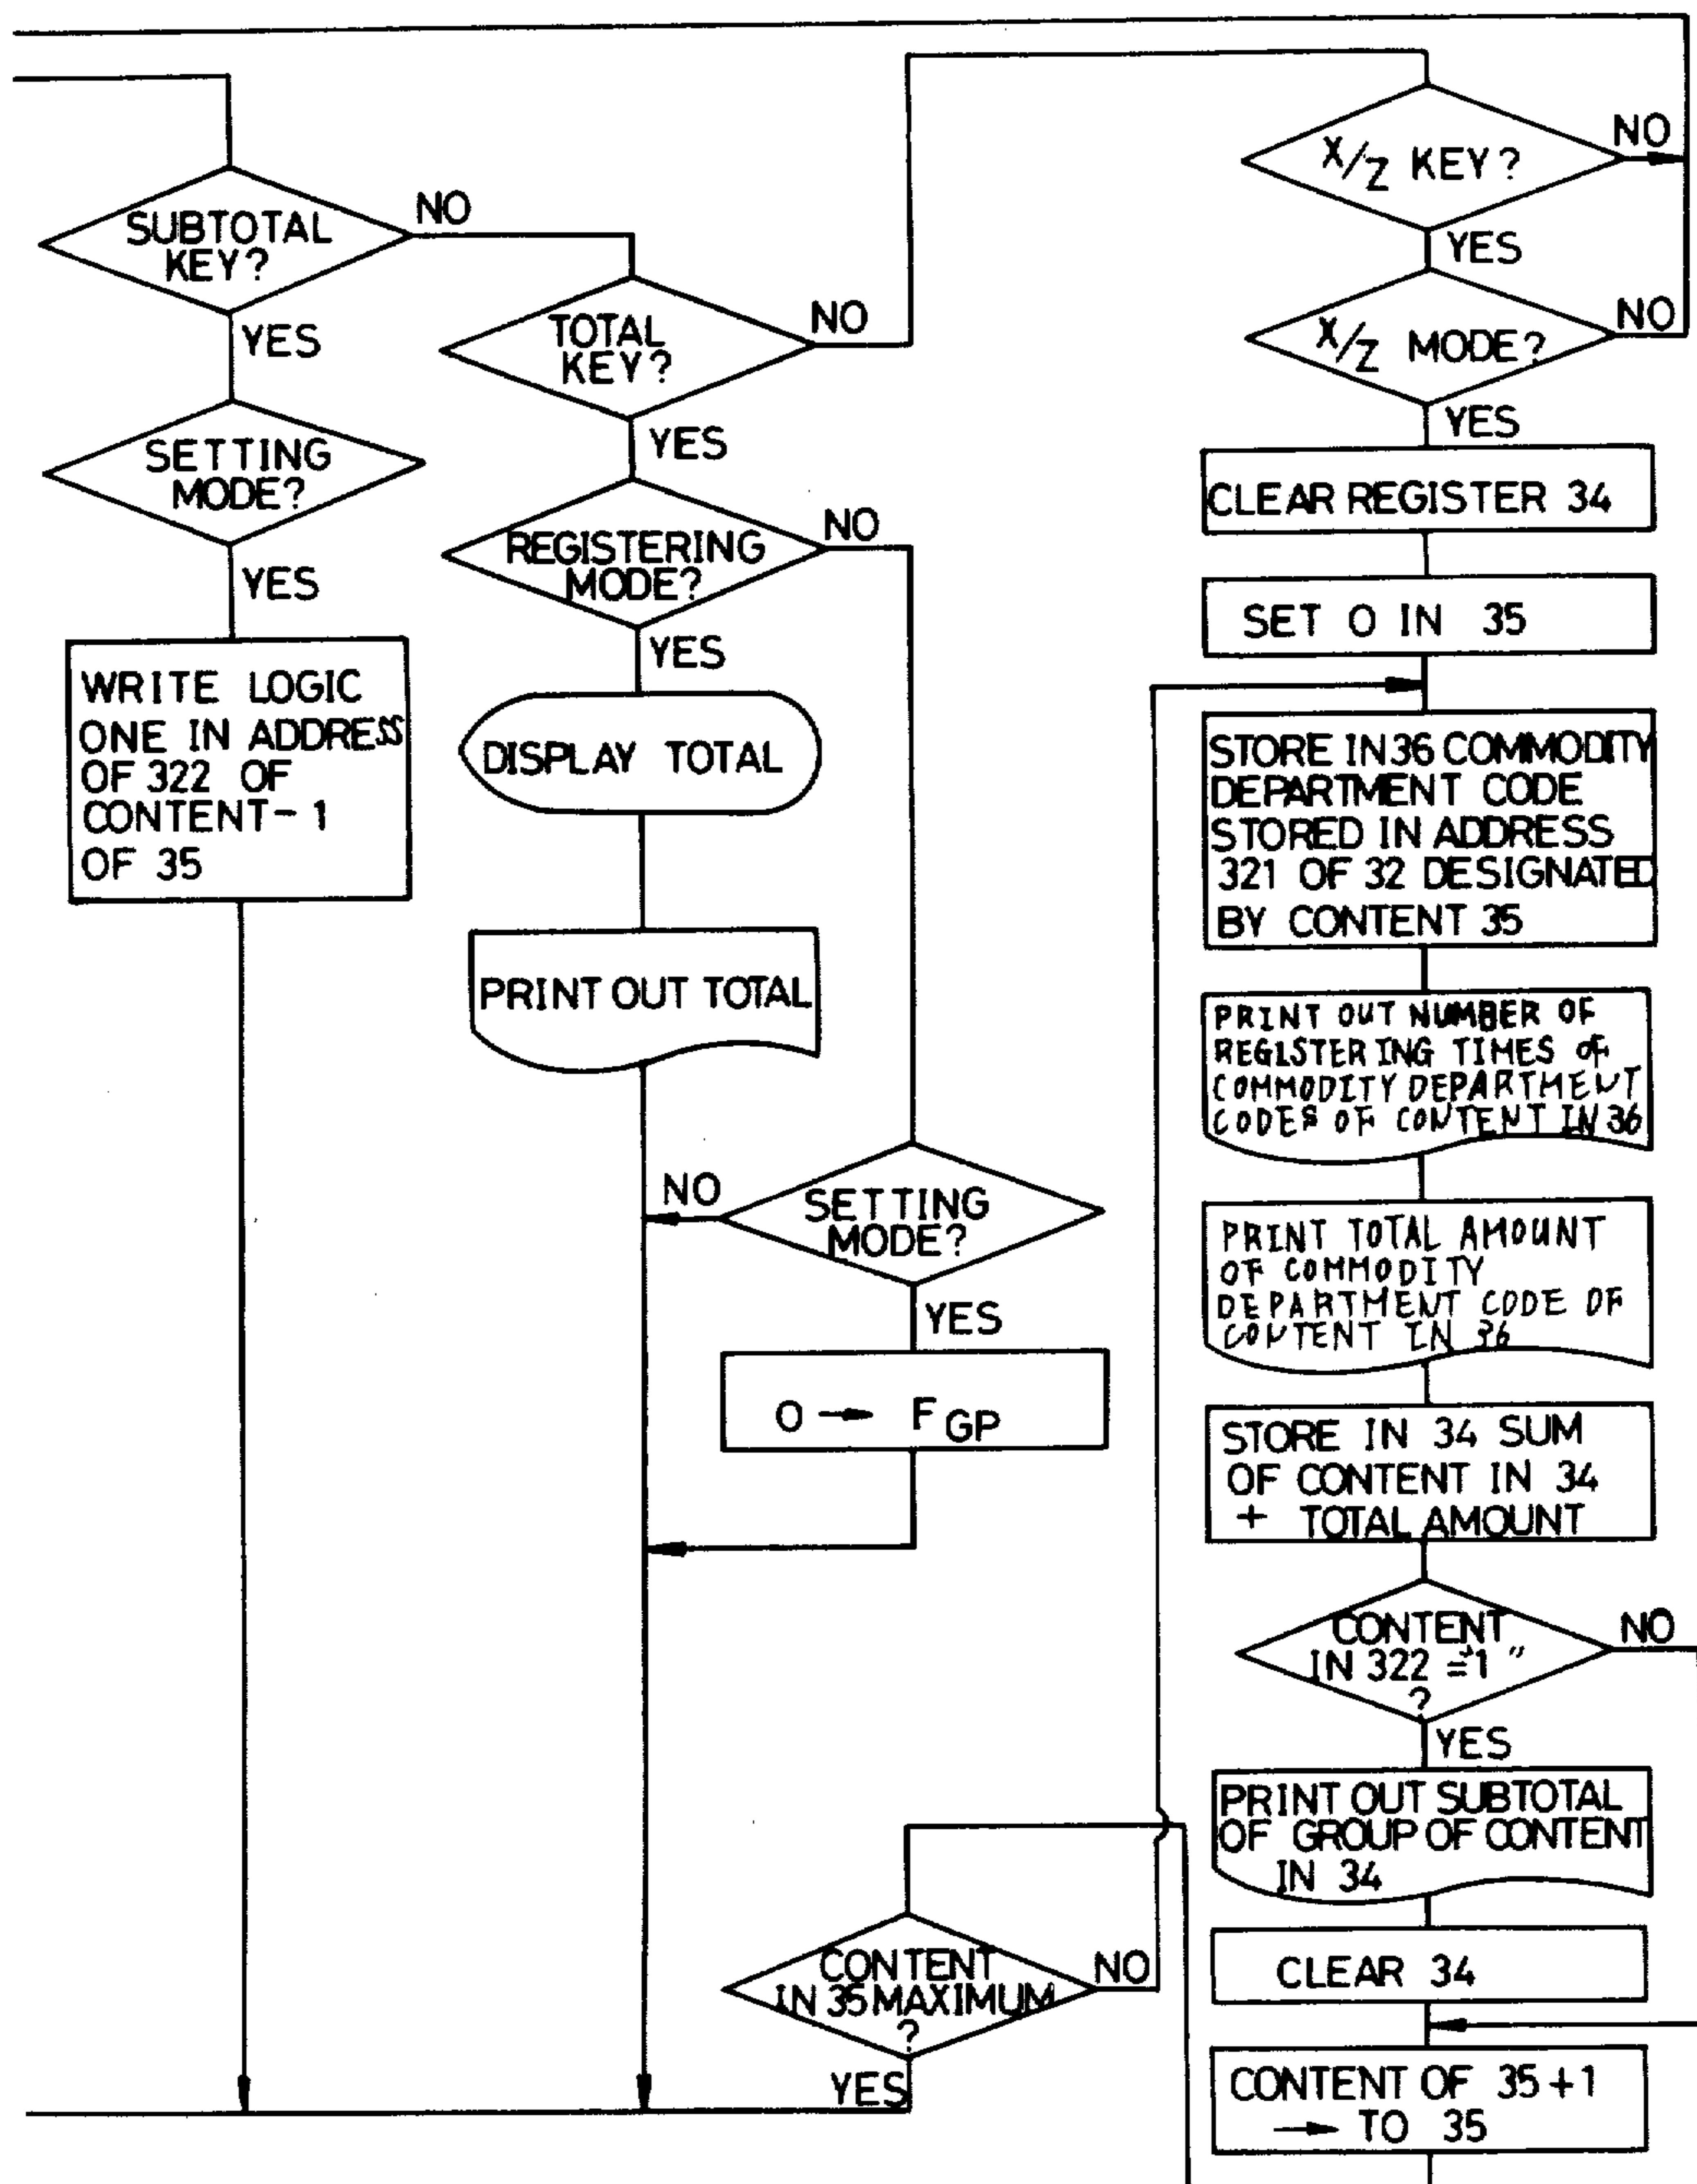 SUBTOTAL
KEY?
NO
YES
SETTING
MODE?
YES
WRITE LOGIC
ONE IN ADDRESS
OF 322 OF
CONTENT-1
OF 35
TOTAL
KEY?
NO
YES
REGISTERING
MODE?
NO
YES
DISPLAY TOTAL
PRINT OUT TOTAL
SETTING
MODE?
NO
YES
0 → F GP
CONTENT
IN 35 MAXIMUM
?
NO
YES
X/Z KEY?
NO
YES
X/Z MODE?
NO
YES
CLEAR REGISTER 34
SET 0 IN 35
STORE IN 36 COMMODITY
DEPARTMENT CODE
STORED IN ADDRESS
321 OF 32 DESIGNATED
BY CONTENT 35
PRINT OUT NUMBER OF
REGISTERING TIMES of
COMMODITY DEPARTMENT
CODES OF CONTENT IN 36
PRINT TOTAL AMOUNT
OF COMMODITY
DEPARTMENT CODE OF
CONTENT IN 36
STORE IN 34 SUM
OF CONTENT IN 34
+ TOTAL AMOUNT
CONTENT
IN 322 = "1"
?
NO
YES
PRINT OUT SUBTOTAL
OF GROUP OF CONTENT
IN 34
CLEAR 34
CONTENT OF 35+1
→ TO 35